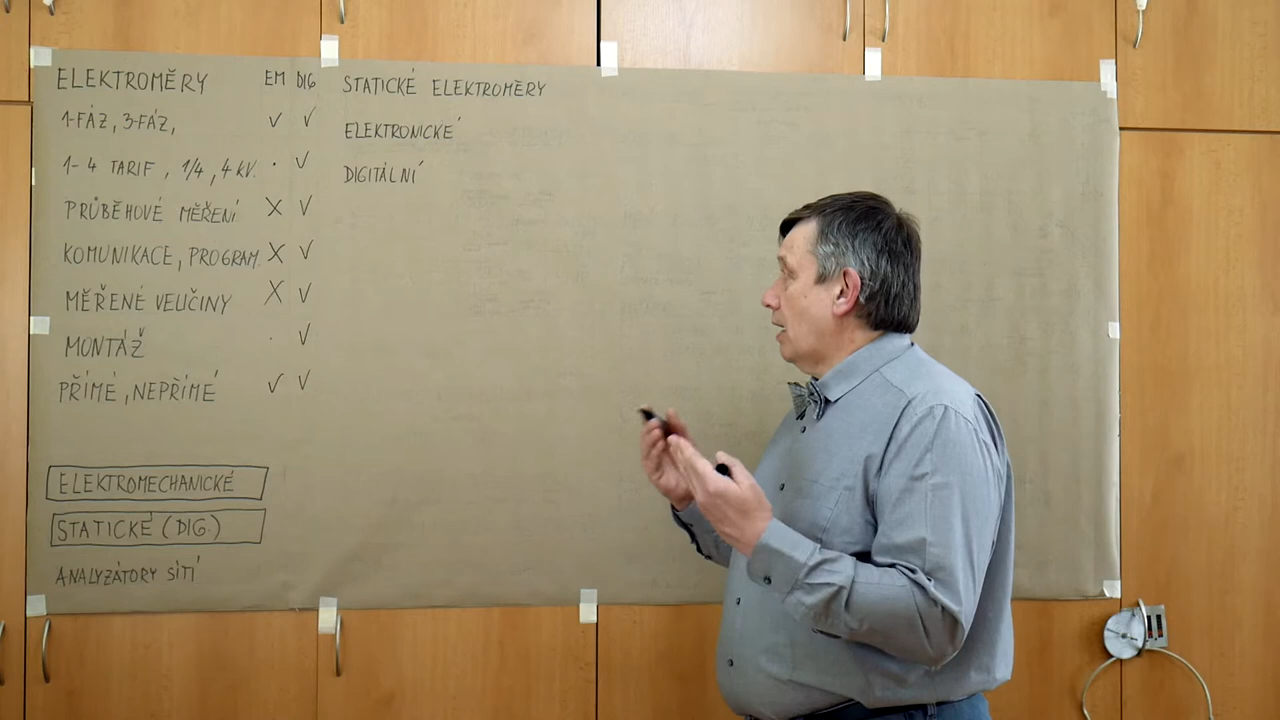 ELEKTROMĚRY EM DIG
1-FÁZ, 3-FÁZ, ✓ ✓
1-4 TARIF, 1/4, 4 KV. · ✓
PRŮBĚHOVÉ MĚŘENÍ X ✓
KOMUNIKACE, PROGRAM. X ✓
MĚŘENÉ VELIČINY X ✓
MONTÁŽ · ✓
PŘÍMÉ, NEPŘÍMÉ ✓ ✓
ELEKTROMECHANICKÉ
STATICKÉ (DIG.)
ANALYZÁTORY SÍTÍ
STATICKÉ ELEKTROMĚRY
ELEKTRONICKÉ
DIGITÁLNÍ